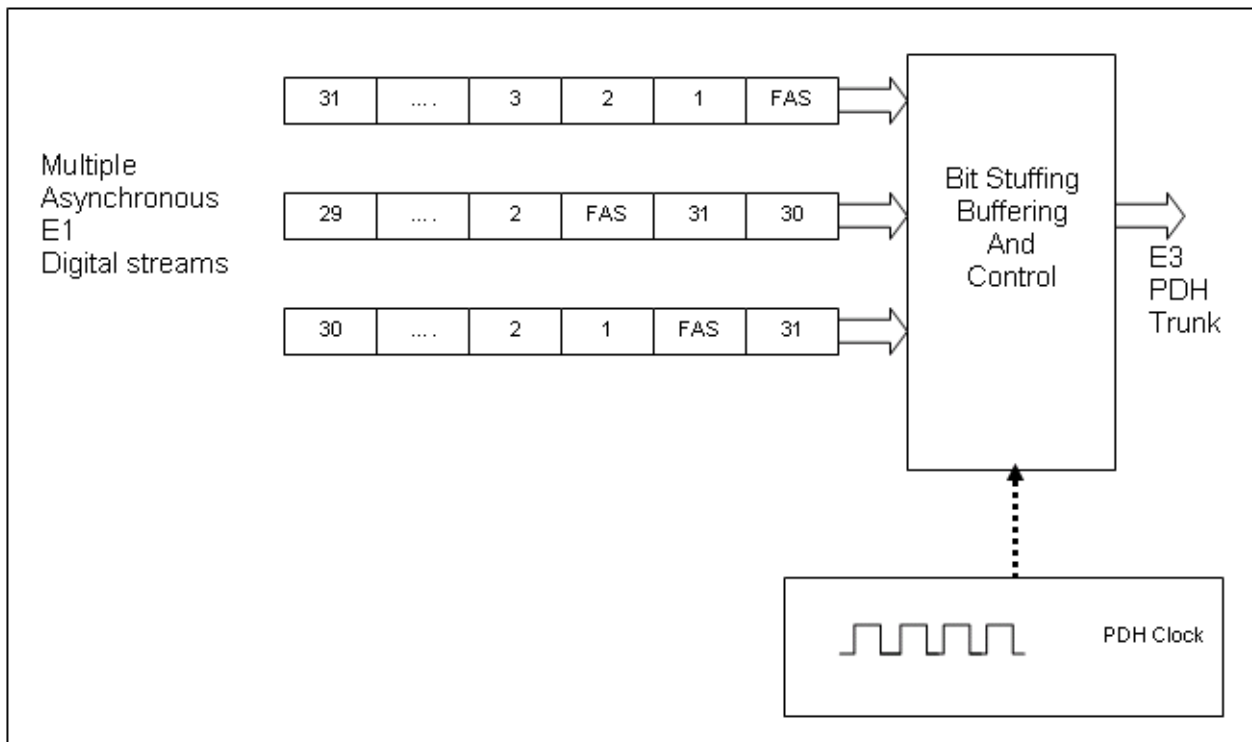 31 .... 3 2 1 FAS
Multiple
Asynchronous
E1
Digital streams
29 .... 2 FAS 31 30
30 .... 2 1 FAS 31
Bit Stuffing
Buffering
And
Control
E3
PDH
Trunk
PDH Clock